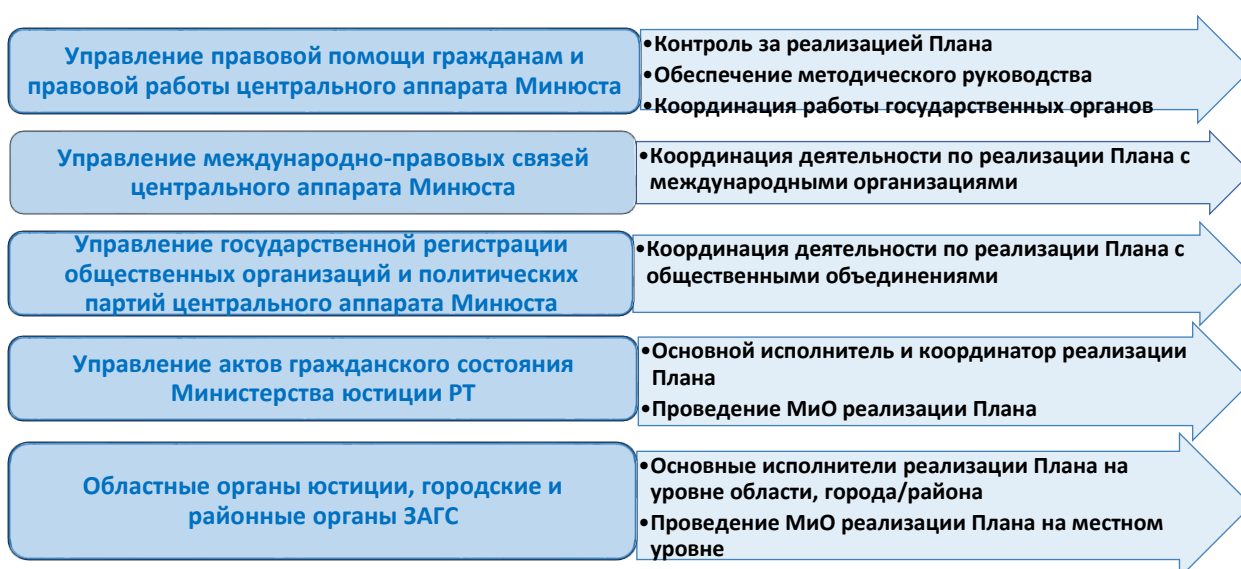 Управление правовой помощи гражданам и
правовой работы центрального аппарата Минюста
•Контроль за реализацией Плана
•Обеспечение методического руководства
•Координация работы государственных органов
Управление международно-правовых связей
центрального аппарата Минюста
•Координация деятельности по реализации Плана с
международными организациями
Управление государственной регистрации
общественных организаций и политических
партий центрального аппарата Минюста
•Координация деятельности по реализации Плана с
общественными объединениями
Управление актов гражданского состояния
Министерства юстиции РТ
•Основной исполнитель и координатор реализации
Плана
•Проведение МиО реализации Плана
Областные органы юстиции, городские и
районные органы ЗАГС
•Основные исполнители реализации Плана на
уровне области, города/района
•Проведение МиО реализации Плана на местном
уровне